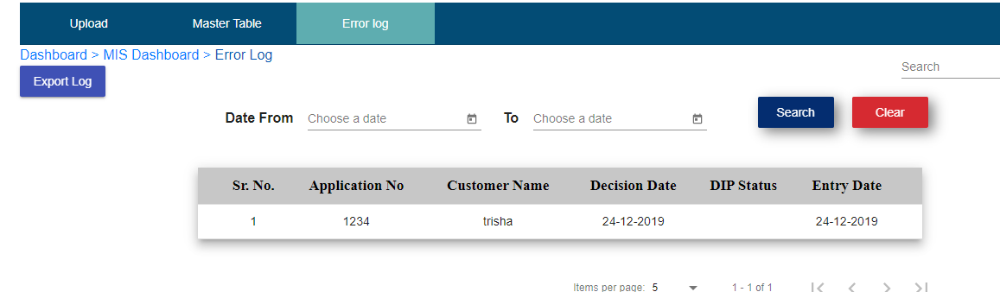 Upload Master Table Error log
Dashboard > MIS Dashboard > Error Log
Search
Export Log
Date From Choose a date To Choose a date Search Clear
Sr. No. Application No Customer Name Decision Date DIP Status Entry Date
1 1234 trisha 24-12-2019 24-12-2019
Items per page: 5 1 - 1 of 1